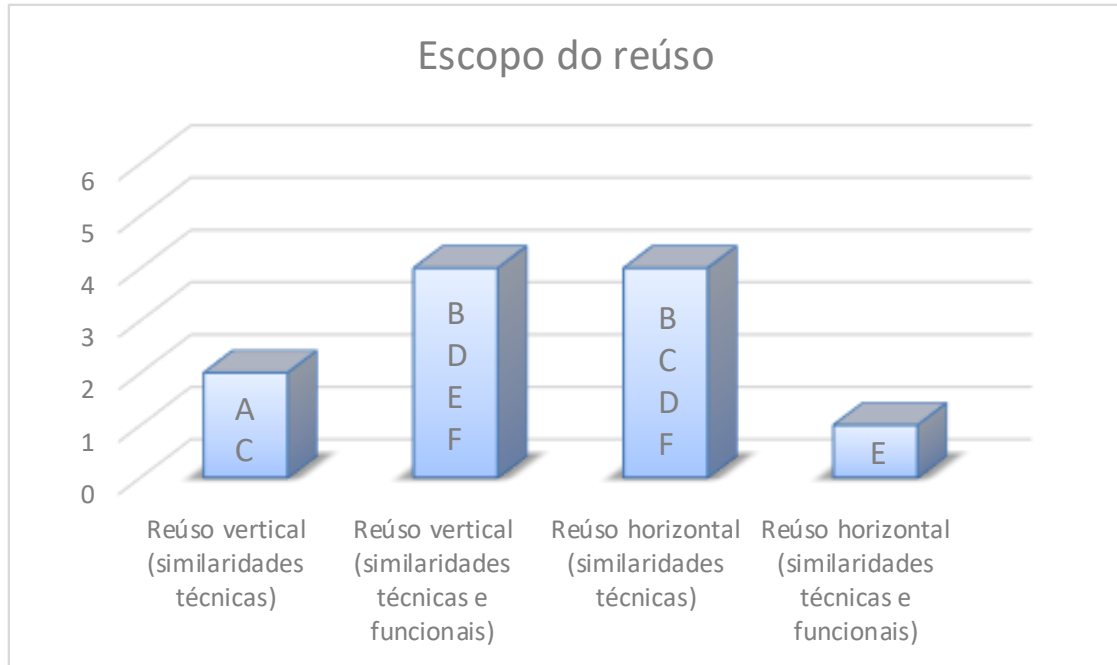 Escopo do reúso
6
5
4
3
2
1
0
A
C
B
D
E
F
B
C
D
F
E
Reúso vertical
(similaridades
técnicas)
Reúso vertical
(similaridades
técnicas e
funcionais)
Reúso horizontal
(similaridades
técnicas)
Reúso horizontal
(similaridades
técnicas e
funcionais)